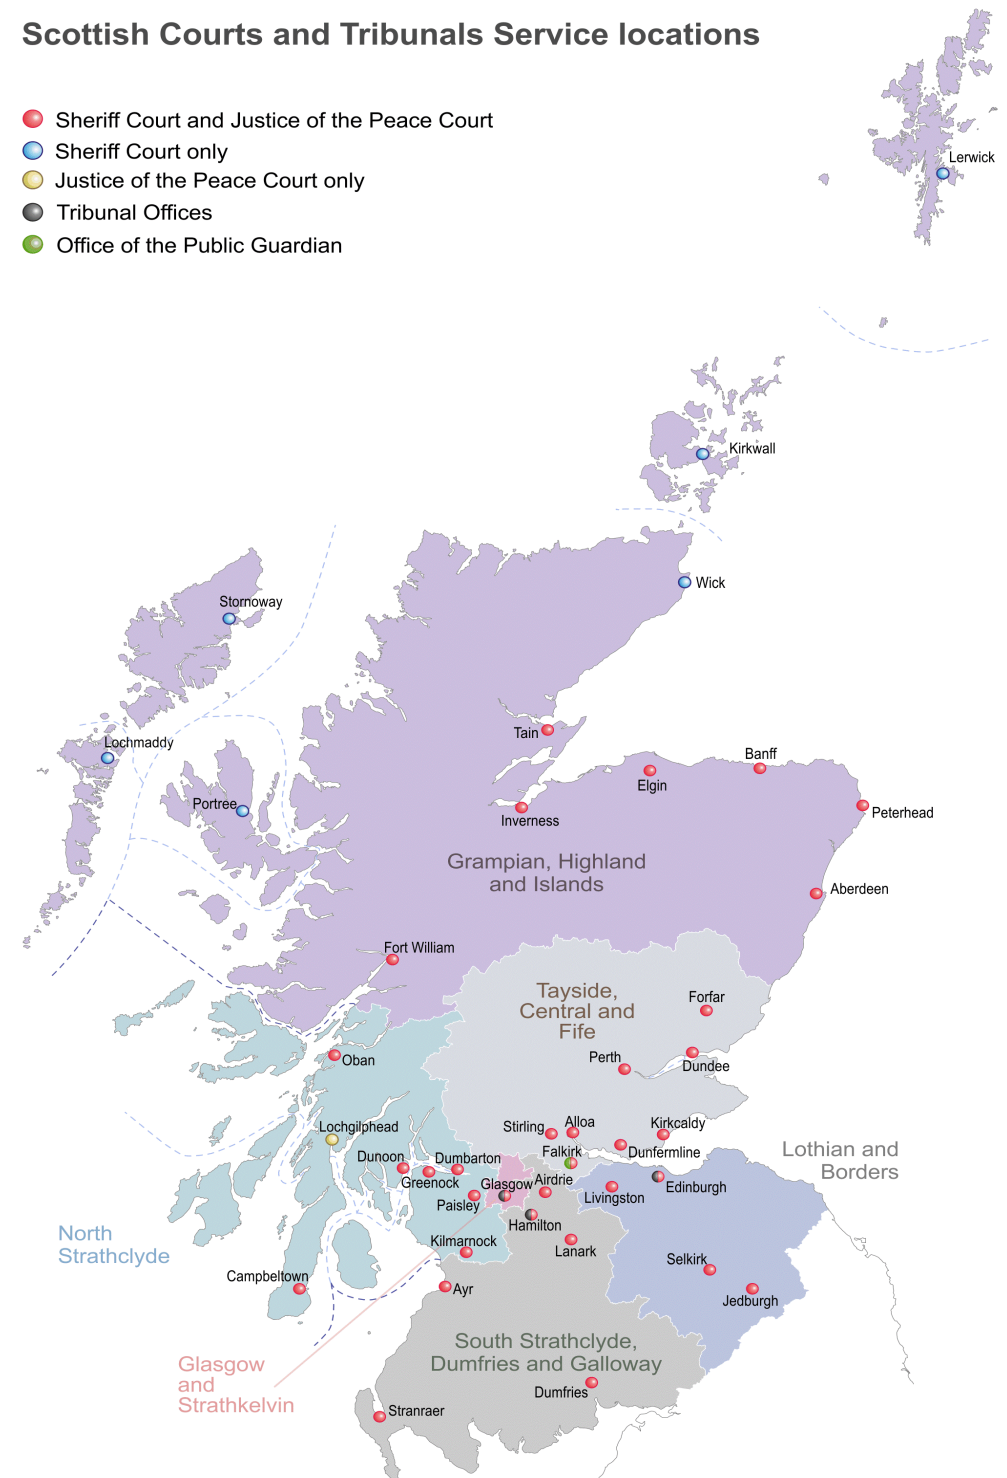 Scottish Courts and Tribunals Service locations
Sheriff Court and Justice of the Peace Court
Sheriff Court only
Justice of the Peace Court only
Tribunal Offices
Office of the Public Guardian
Lerwick
Kirkwall
Wick
Stornoway
Lochmaddy
Portree
Tain
Banff
Elgin
Inverness
Peterhead
Grampian, Highland
and Islands
Aberdeen
Fort William
Tayside,
Central and
Fife
Forfar
Perth
Dundee
Oban
Stirling
Alloa
Kirkcaldy
Lochgilphead
Falkirk
Dunfermline
Lothian and
Borders
Dunoon
Dumbarton
Greenock
Glasgow
Airdrie
Edinburgh
Livingston
Paisley
Hamilton
North
Strathclyde
Kilmarnock
Lanark
Selkirk
Campbeltown
Ayr
Jedburgh
South Strathclyde,
Dumfries and Galloway
Glasgow
and
Strathkelvin
Dumfries
Stranraer